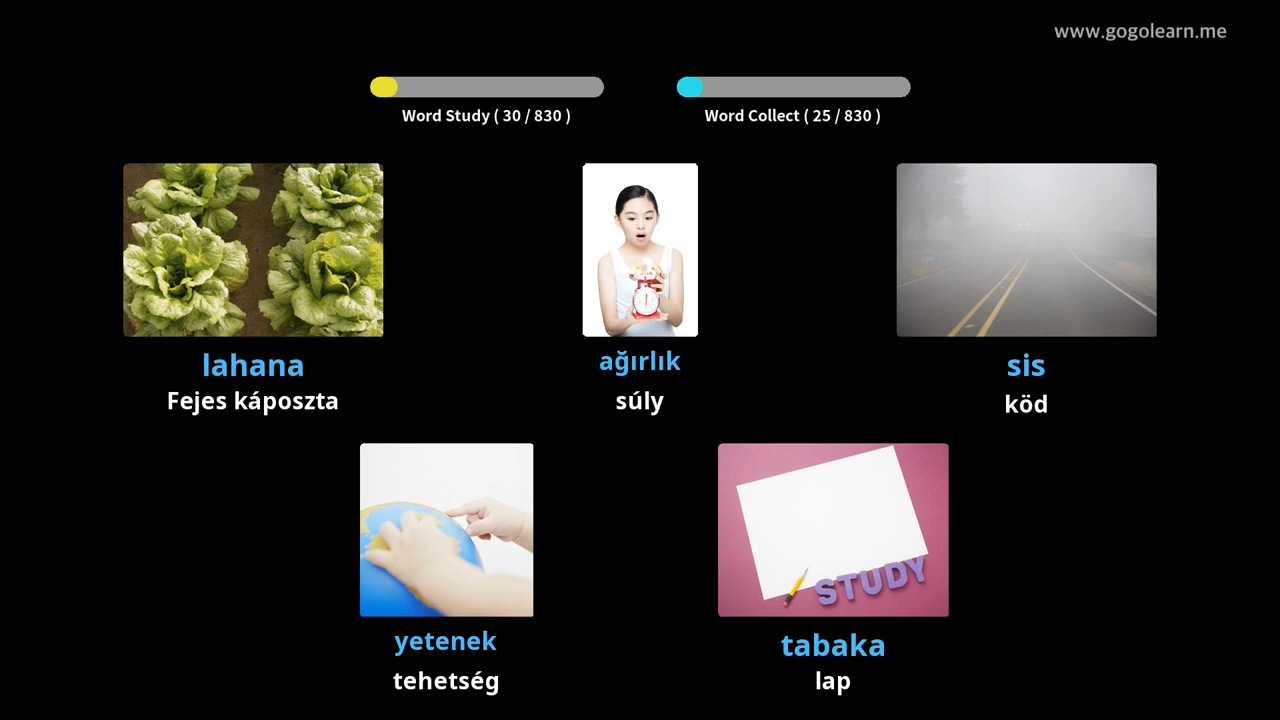 www.gogolearn.me
Word Study ( 30 / 830 )
Word Collect ( 25 / 830 )
lahana
Fejes káposzta
ağırlık
súly
sis
köd
STUDY
yetenek
tehetség
tabaka
lap